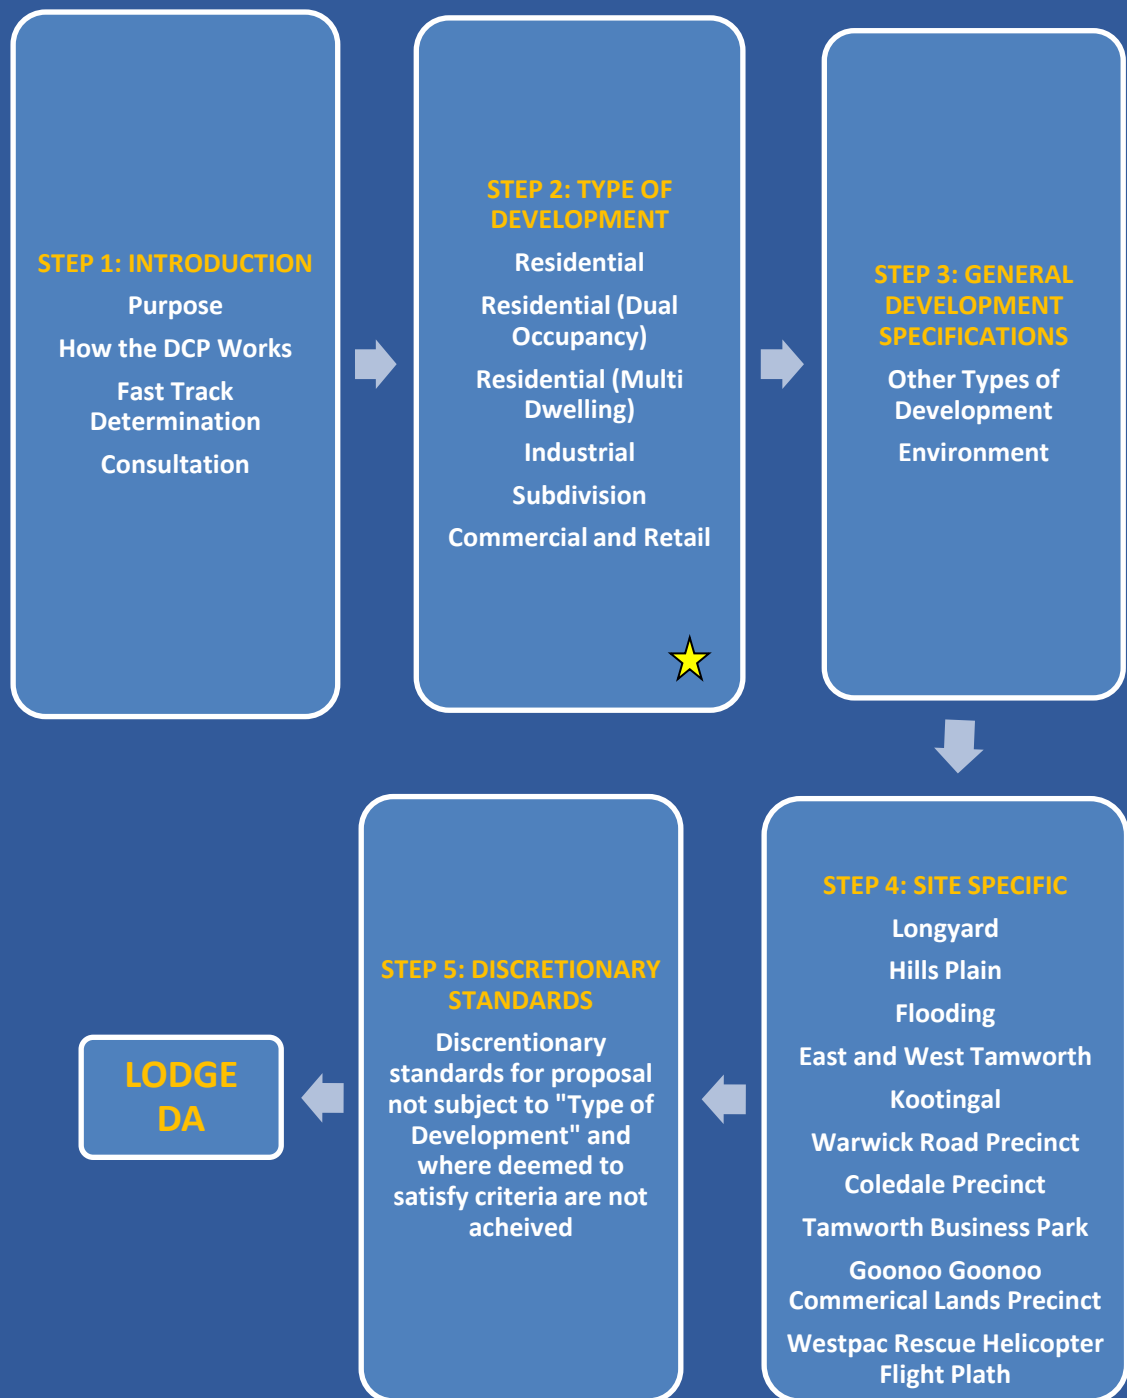 STEP 1: INTRODUCTION
Purpose
How the DCP Works
Fast Track
Determination
Consultation
STEP 2: TYPE OF
DEVELOPMENT
Residential
Residential (Dual
Occupancy)
Residential (Multi
Dwelling)
Industrial
Subdivision
Commercial and Retail
STEP 3: GENERAL
DEVELOPMENT
SPECIFICATIONS
Other Types of
Development
Environment
STEP 4: SITE SPECIFIC
Longyard
Hills Plain
Flooding
East and West Tamworth
Kootingal
Warwick Road Precinct
Coledale Precinct
Tamworth Business Park
Goonoo Goonoo
Commerical Lands Precinct
Westpac Rescue Helicopter
Flight Plath
STEP 5: DISCRETIONARY
STANDARDS
Discrentionary
standards for proposal
not subject to "Type of
Development" and
where deemed to
satisfy criteria are not
acheived
LODGE
DA